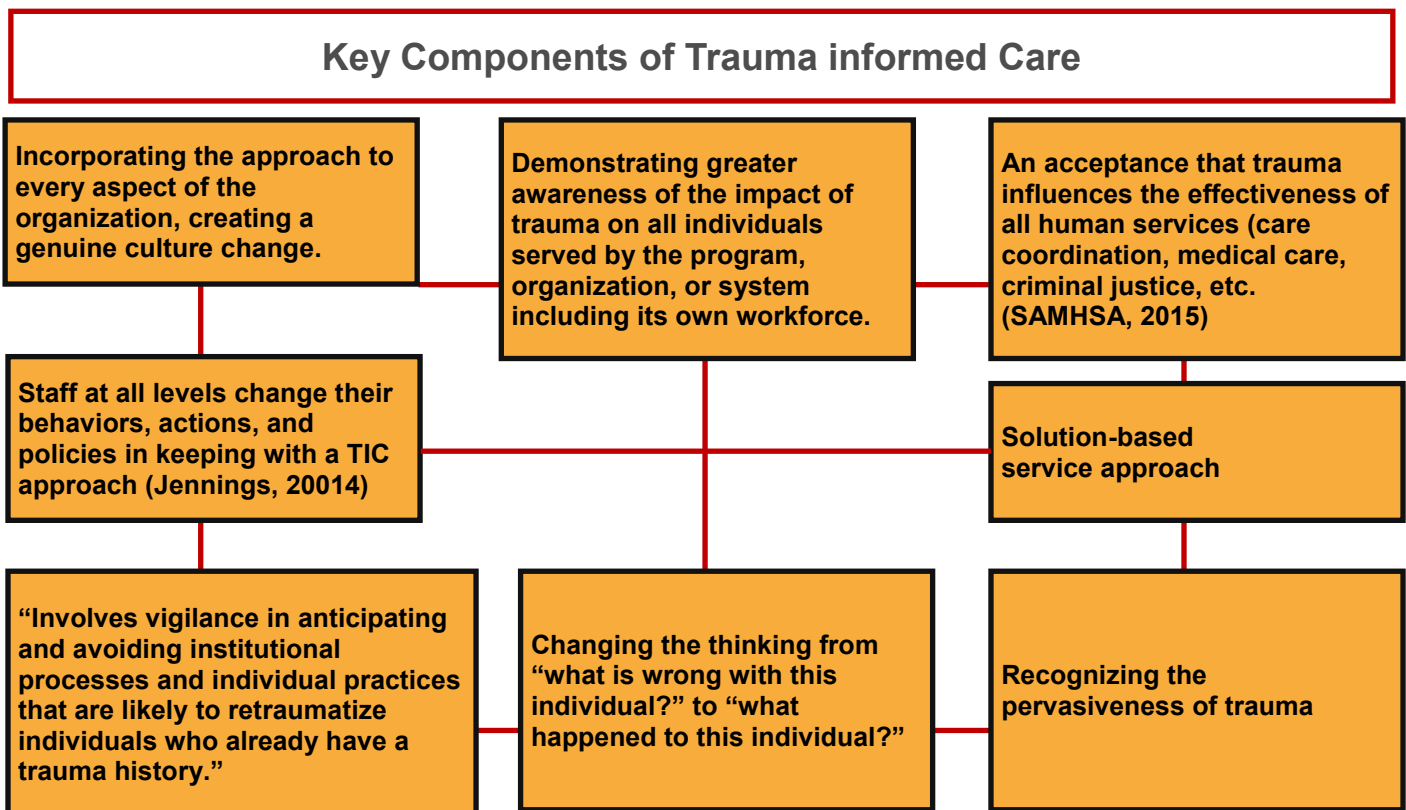 Key Components of Trauma informed Care
Incorporating the approach to
every aspect of the
organization, creating a
genuine culture change.
Demonstrating greater
awareness of the impact of
trauma on all individuals
served by the program,
organization, or system
including its own workforce.
An acceptance that trauma
influences the effectiveness of
all human services (care
coordination, medical care,
criminal justice, etc.
(SAMHSA, 2015)
Staff at all levels change their
behaviors, actions, and
policies in keeping with a TIC
approach (Jennings, 20014)
Solution-based
service approach
“Involves vigilance in anticipating
and avoiding institutional
processes and individual practices
that are likely to retraumatize
individuals who already have a
trauma history.”
Changing the thinking from
“what is wrong with this
individual?” to “what
happened to this individual?”
Recognizing the
pervasiveness of trauma